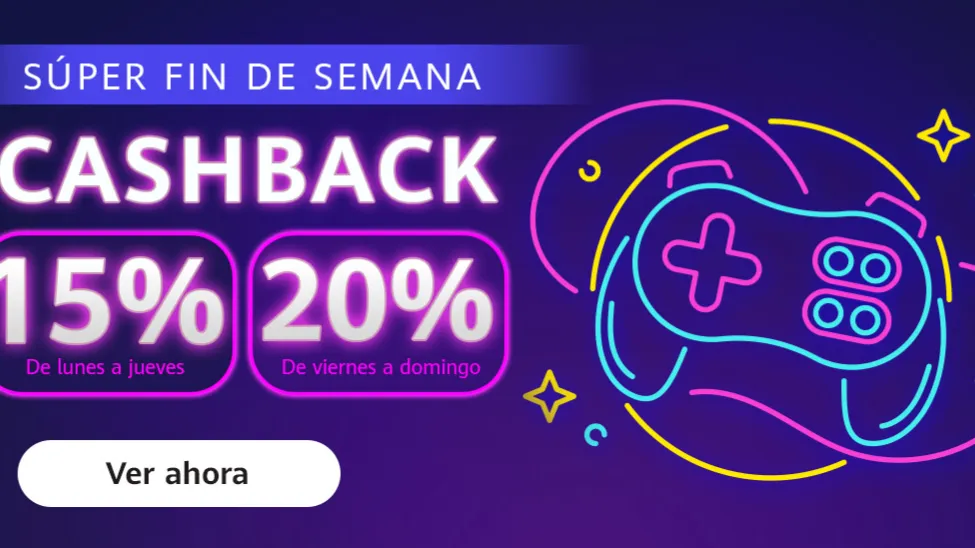 SÚPER FIN DE SEMANA
CASHBACK
15%
De lunes a jueves
20%
De viernes a domingo
Ver ahora